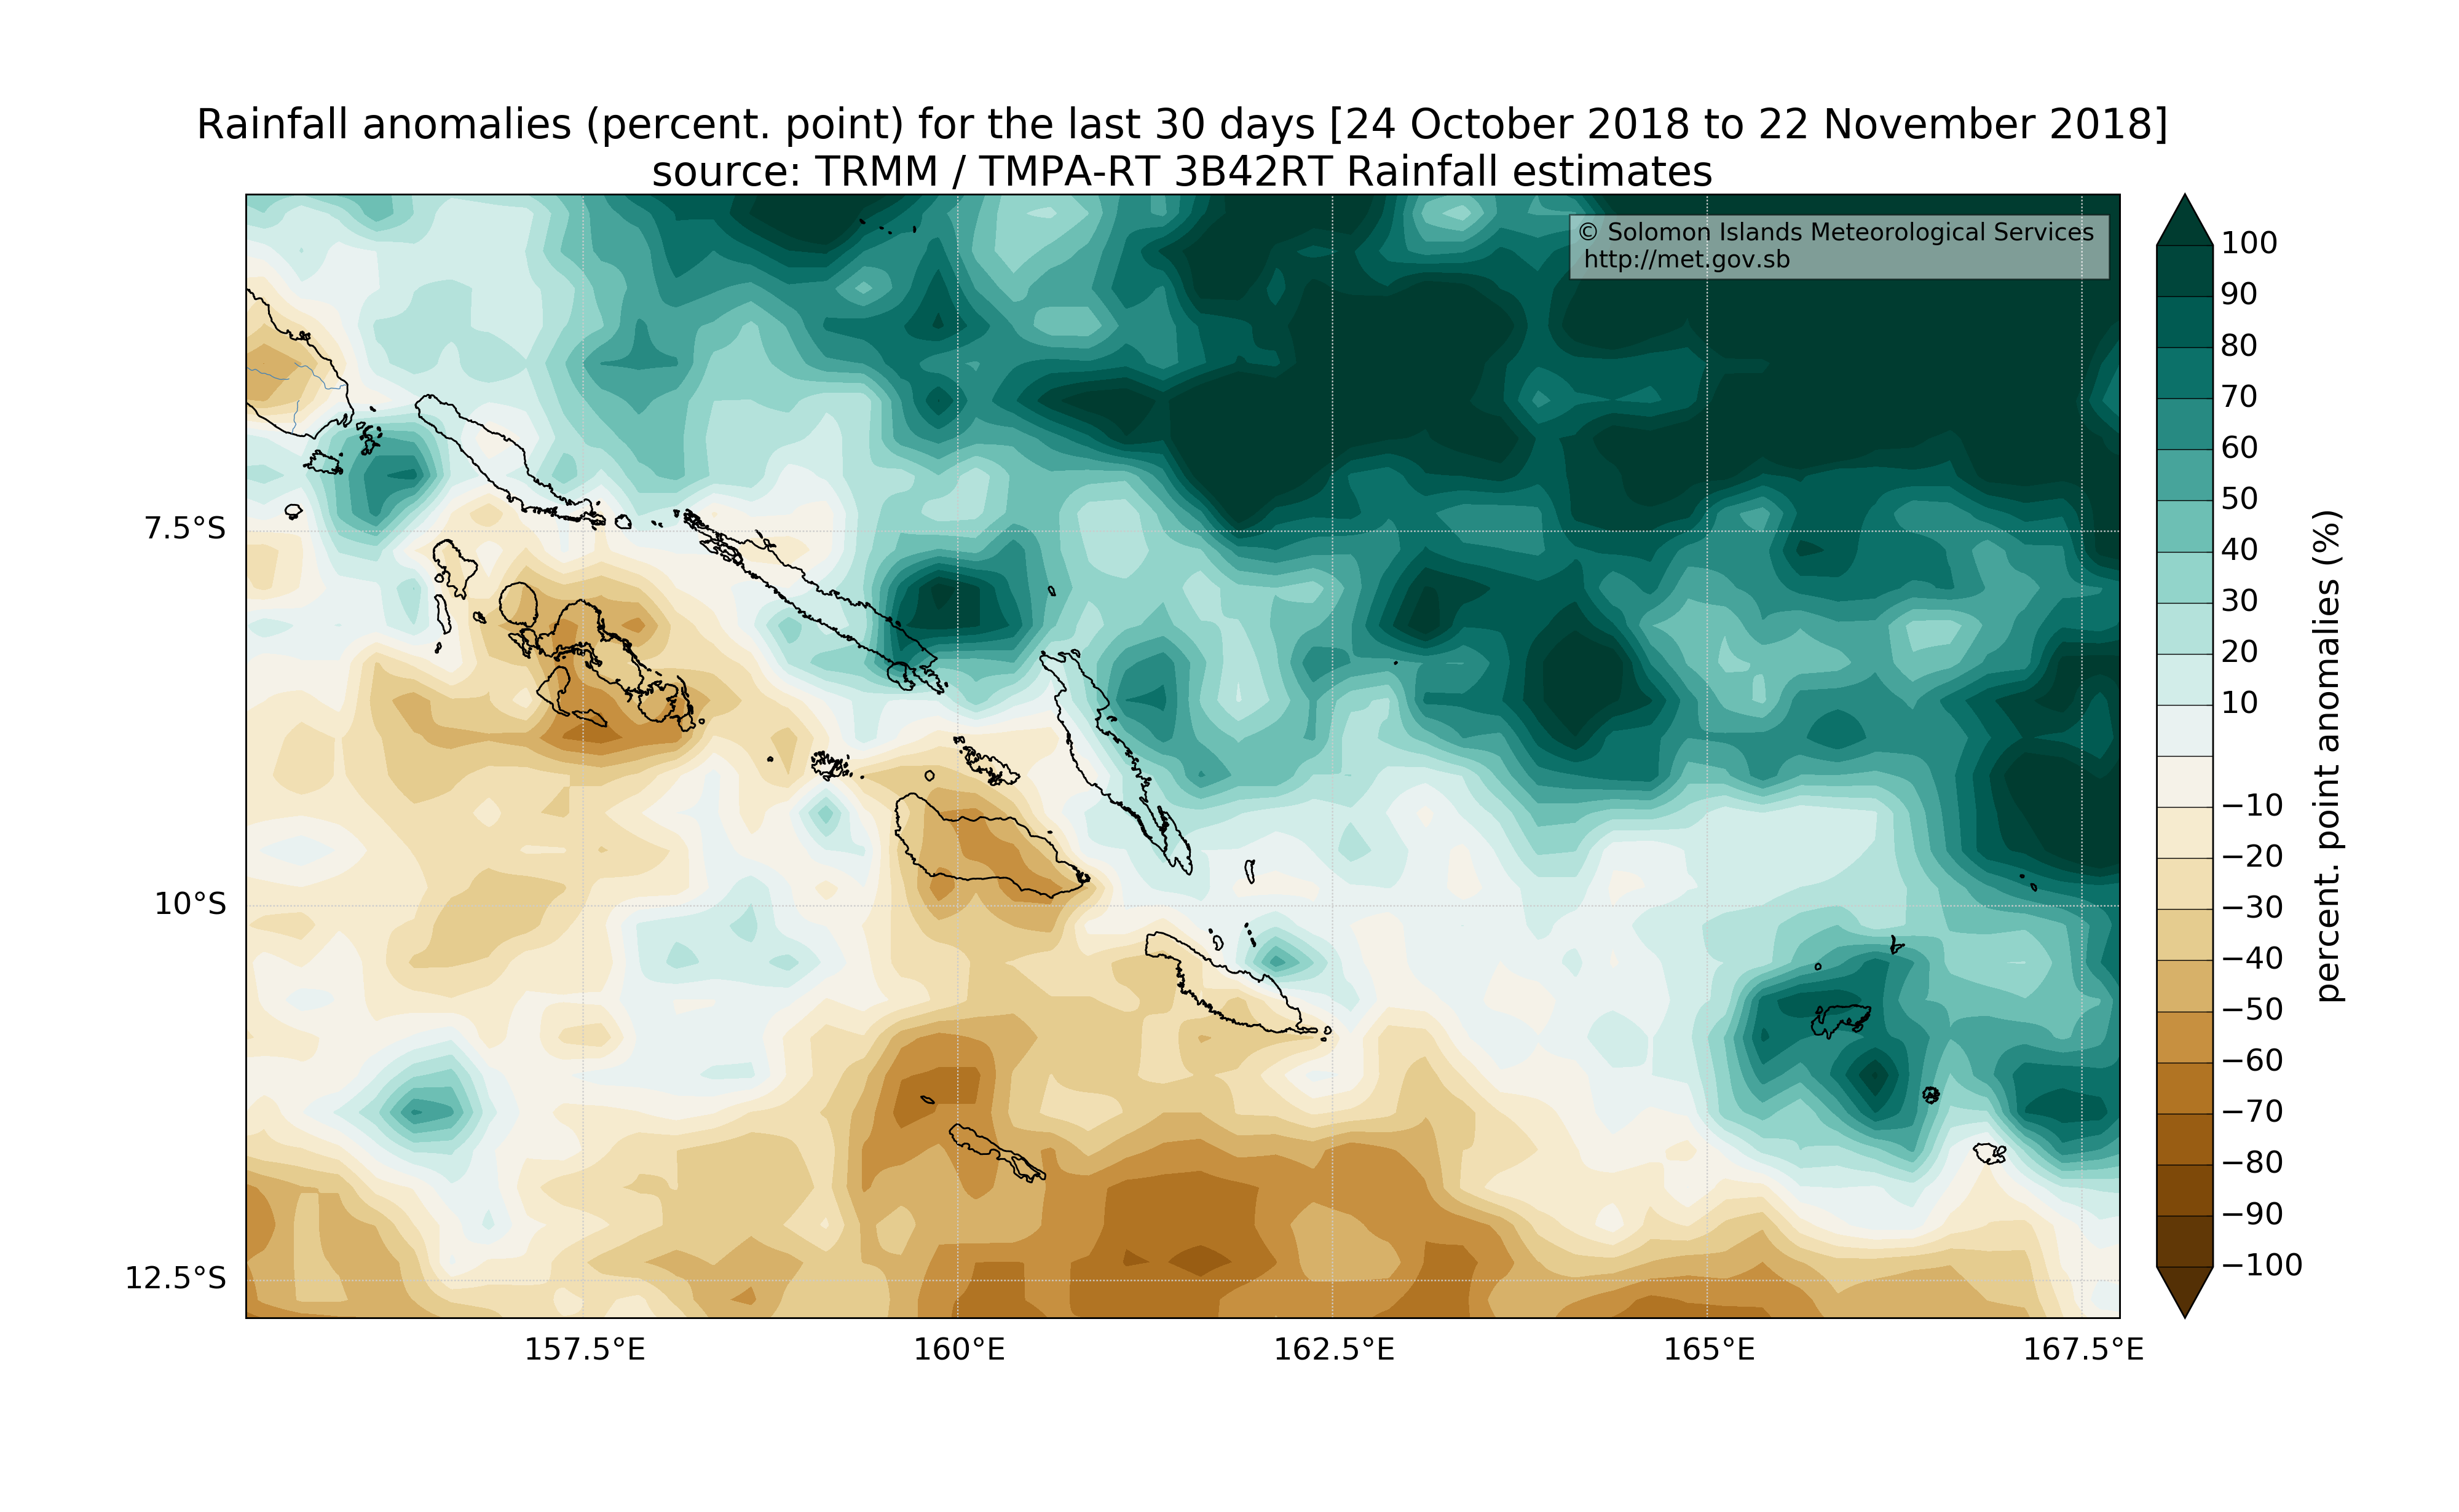 Rainfall anomalies (percent. point) for the last 30 days [24 October 2018 to 22 November 2018]
source: TRMM / TMPA-RT 3B42RT Rainfall estimates
© Solomon Islands Meteorological Services
http://met.gov.sb
7.5°S
10°S
12.5°S
157.5°E
160°E
162.5°E
165°E
167.5°E
100
90
80
70
60
50
40
30
20
10
−10
−20
−30
−40
−50
−60
−70
−80
−90
−100
percent. point anomalies (%)